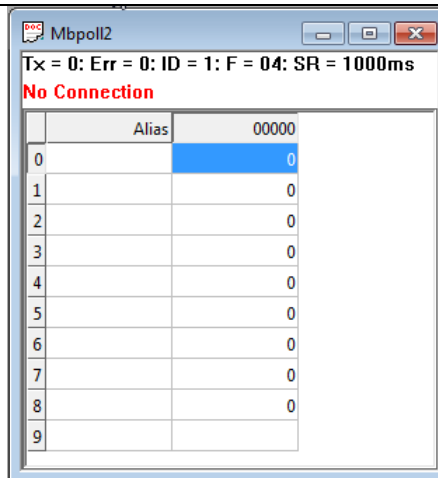 DOC Mbpoll2
Tx = 0: Err = 0: ID = 1: F = 04: SR = 1000ms
No Connection
Alias 00000
0 0
1 0
2 0
3 0
4 0
5 0
6 0
7 0
8 0
9